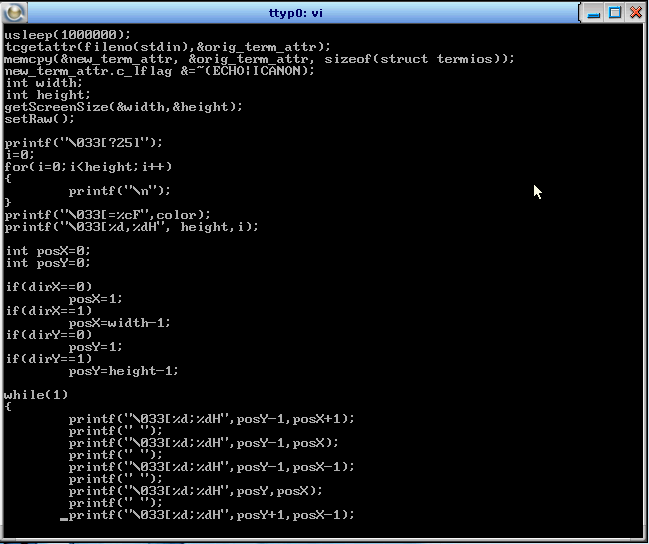 ttyp0: vi
usleep(1000000);
tcgetattr(fileno(stdin),&orig_term_attr);
memcpy(&new_term_attr, &orig_term_attr, sizeof(struct termios));
new_term_attr.c_lflag &=~(ECHO|ICANON);
int width;
int height;
getScreenSize(&width,&height);
setRaw();

printf("\033[?25l");
i=0;
for(i=0;i<height;i++)
{
        printf("\n");
}
printf("\033[=%cF",color);
printf("\033[%d,%dH", height,i);

int posX=0;
int posY=0;

if(dirX==0)
        posX=1;
if(dirX==1)
        posX=width-1;
if(dirY==0)
        posY=1;
if(dirY==1)
        posY=height-1;

while(1)
{
        printf("\033[%d;%dH",posY-1,posX+1);
        printf(" ");
        printf("\033[%d;%dH",posY-1,posX);
        printf(" ");
        printf("\033[%d;%dH",posY-1,posX-1);
        printf(" ");
        printf("\033[%d;%dH",posY,posX);
        printf(" ");
        printf("\033[%d;%dH",posY+1,posX-1);